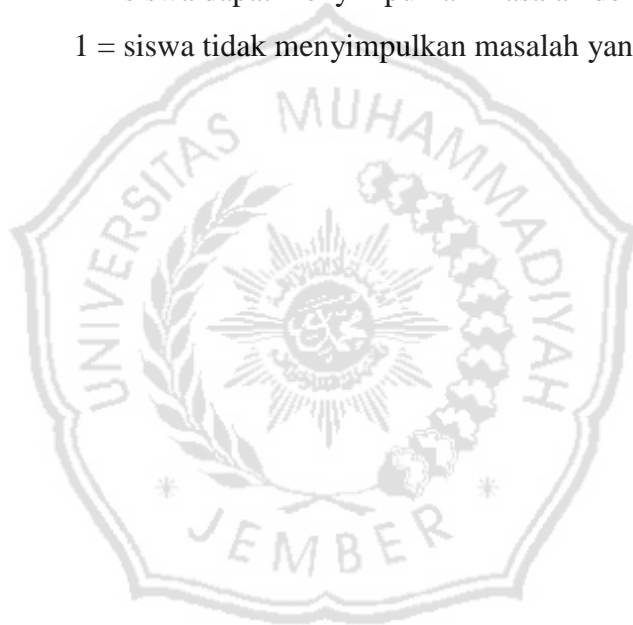 1 = siswa tidak menyimpulkan masalah yan
UNIVERSITAS MUHAMMADIYAH
JEMBER